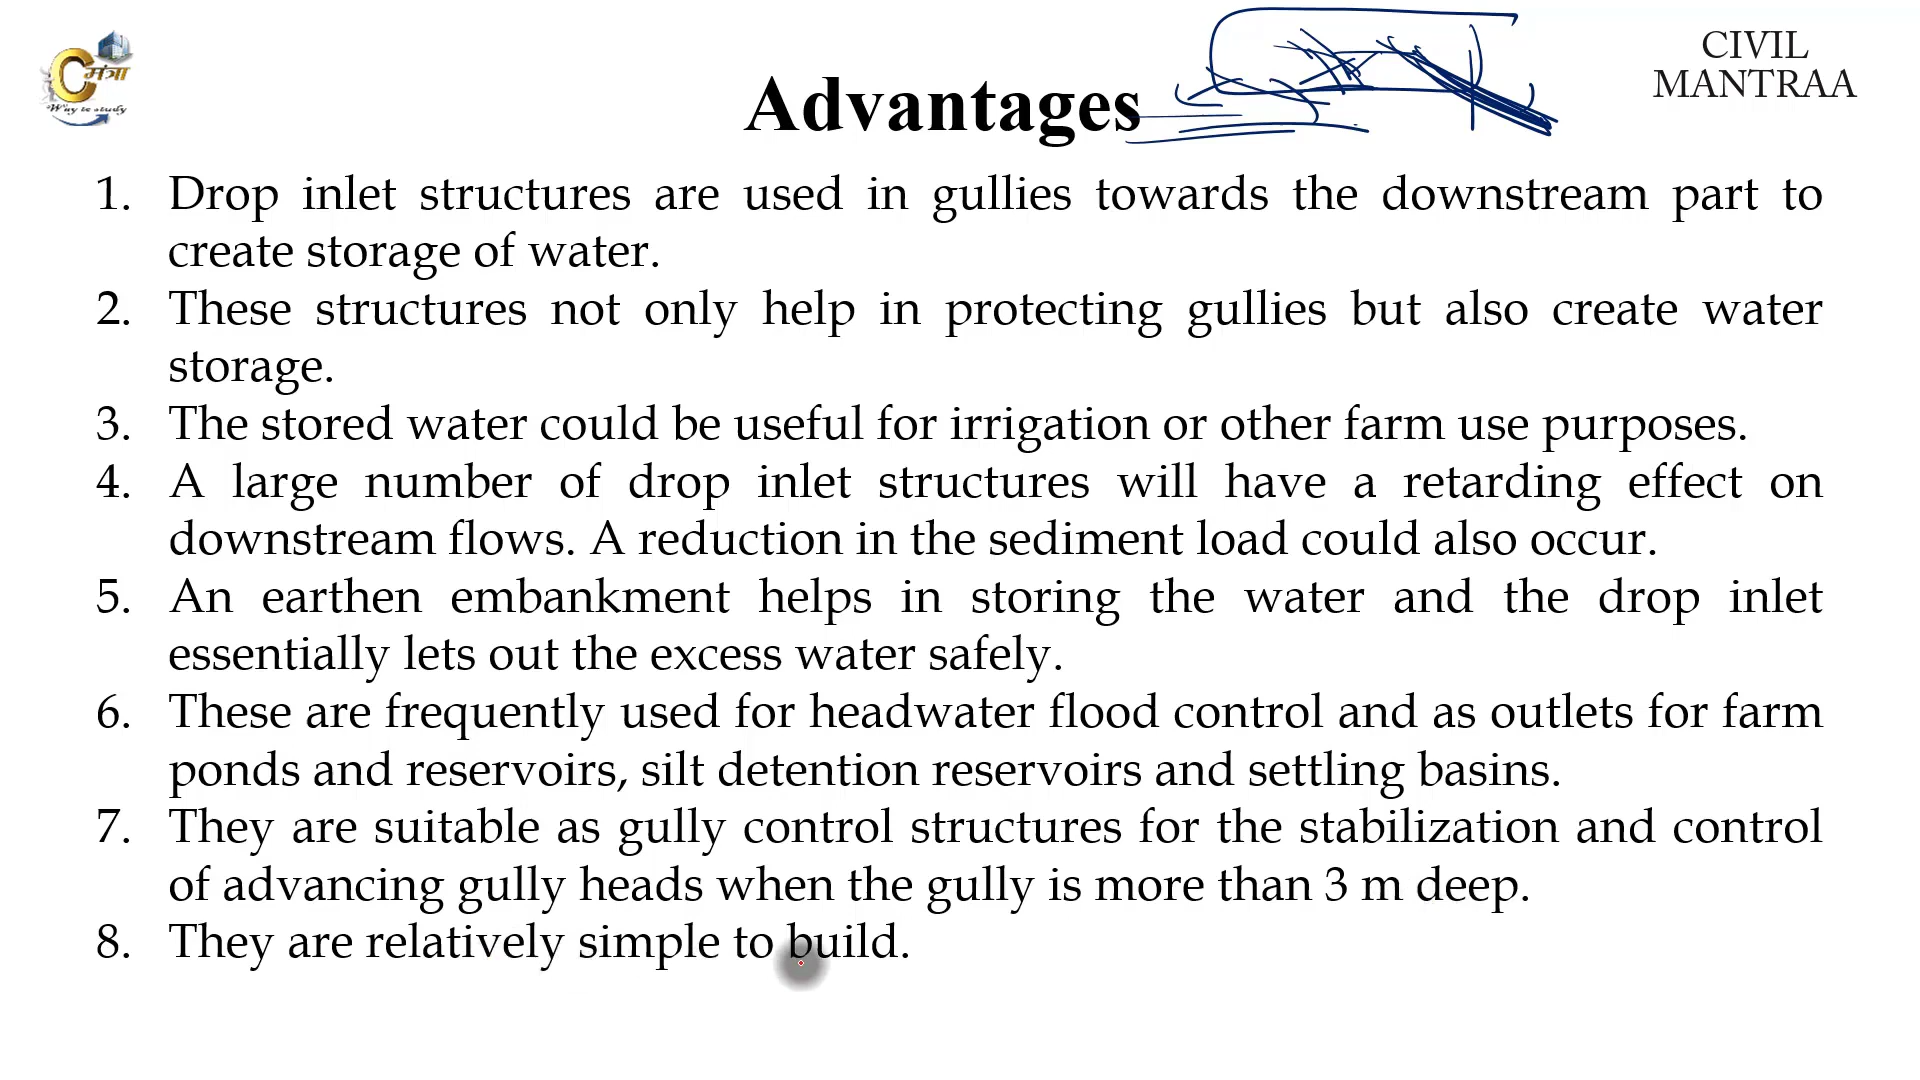 मंत्रा
Way to study
CIVIL
MANTRAA
Advantages
1. Drop inlet structures are used in gullies towards the downstream part to
create storage of water.
2. These structures not only help in protecting gullies but also create water
storage.
3. The stored water could be useful for irrigation or other farm use purposes.
4. A large number of drop inlet structures will have a retarding effect on
downstream flows. A reduction in the sediment load could also occur.
5. An earthen embankment helps in storing the water and the drop inlet
essentially lets out the excess water safely.
6. These are frequently used for headwater flood control and as outlets for farm
ponds and reservoirs, silt detention reservoirs and settling basins.
7. They are suitable as gully control structures for the stabilization and control
of advancing gully heads when the gully is more than 3 m deep.
8. They are relatively simple to build.